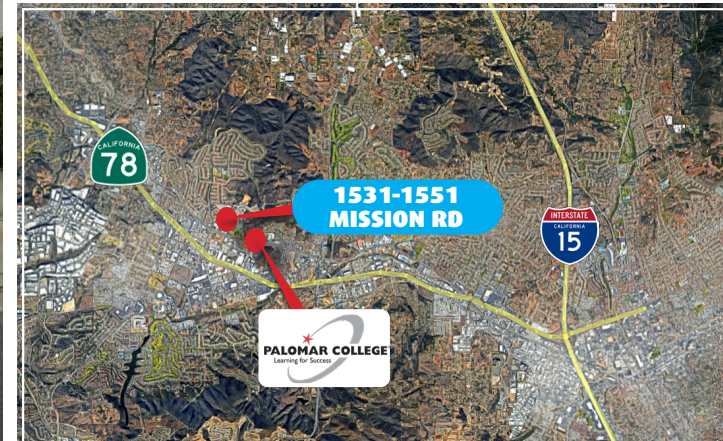 CALIFORNIA
78
1531-1551
MISSION RD
INTERSTATE
CALIFORNIA
15
PALOMAR COLLEGE
Learning for Success